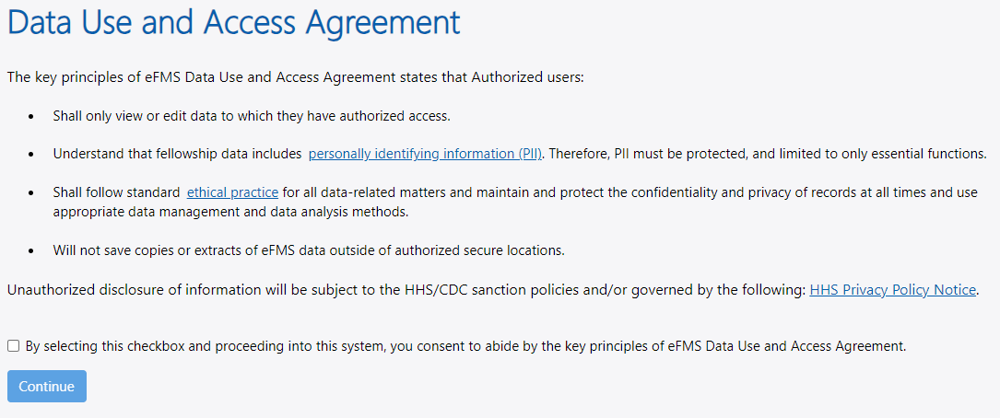 Data Use and Access Agreement
The key principles of eFMS Data Use and Access Agreement states that Authorized users:
• Shall only view or edit data to which they have authorized access.
• Understand that fellowship data includes personally identifying information (PII). Therefore, PII must be protected, and limited to only essential functions.
• Shall follow standard ethical practice for all data-related matters and maintain and protect the confidentiality and privacy of records at all times and use
appropriate data management and data analysis methods.
• Will not save copies or extracts of eFMS data outside of authorized secure locations.
Unauthorized disclosure of information will be subject to the HHS/CDC sanction policies and/or governed by the following: HHS Privacy Policy Notice.
By selecting this checkbox and proceeding into this system, you consent to abide by the key principles of eFMS Data Use and Access Agreement.
Continue